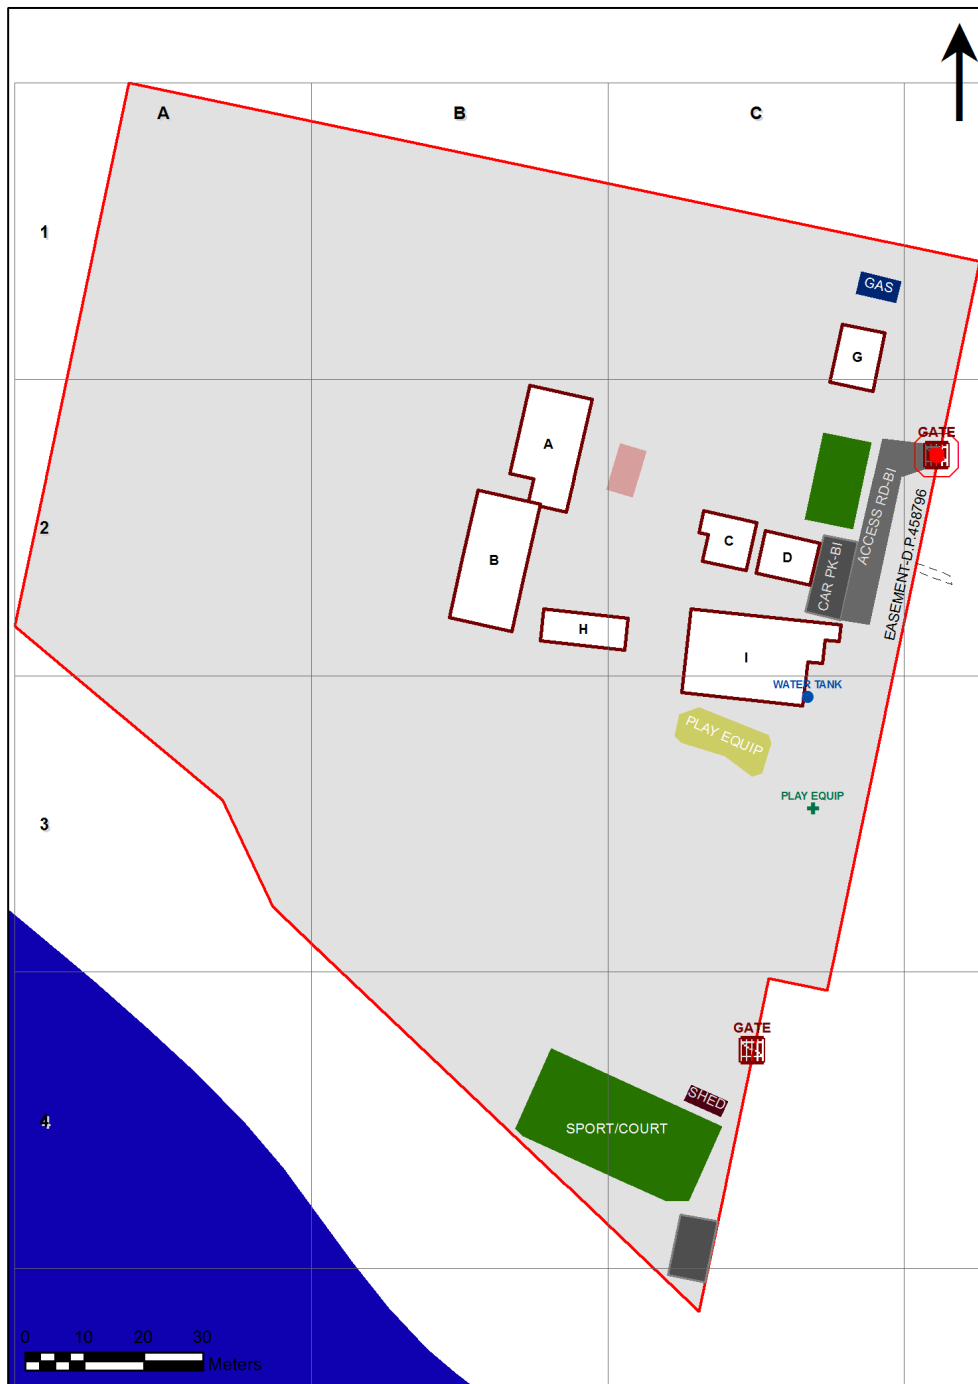 A B C
1
GAS
G
GATE
A
ACCESS RD-BI
2
EASEMENT-D.P.458796
C
D
B
CAR PK-BI
H
I
WATER TANK
PLAY EQUIP
PLAY EQUIP
3
GATE
SHED
4
SPORT/COURT
0 10 20 30
Meters